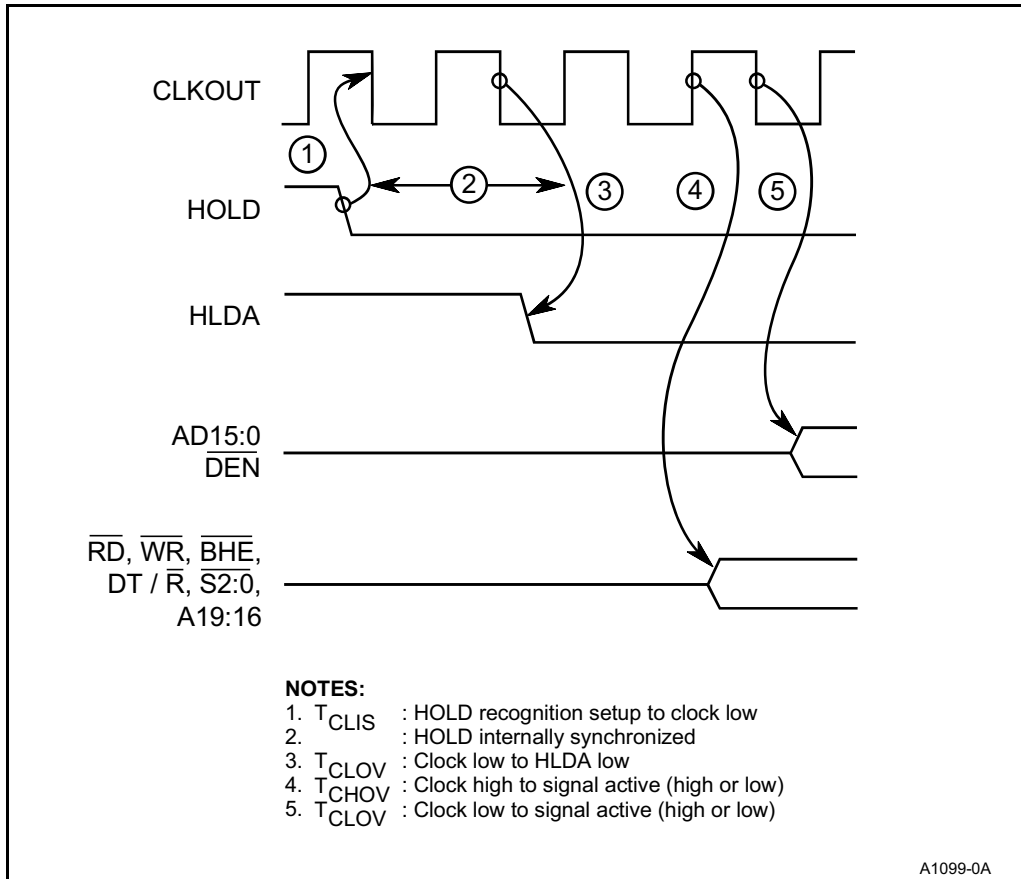 CLKOUT
1
2
3
4
5
HOLD
HLDA
AD15:0
DEN
RD, WR, BHE,
DT / R, S2:0,
A19:16
NOTES:
1. TCLIS : HOLD recognition setup to clock low
2. : HOLD internally synchronized
3. TCLOV : Clock low to HLDA low
4. TCHOV : Clock high to signal active (high or low)
5. TCLOV : Clock low to signal active (high or low)
A1099-0A